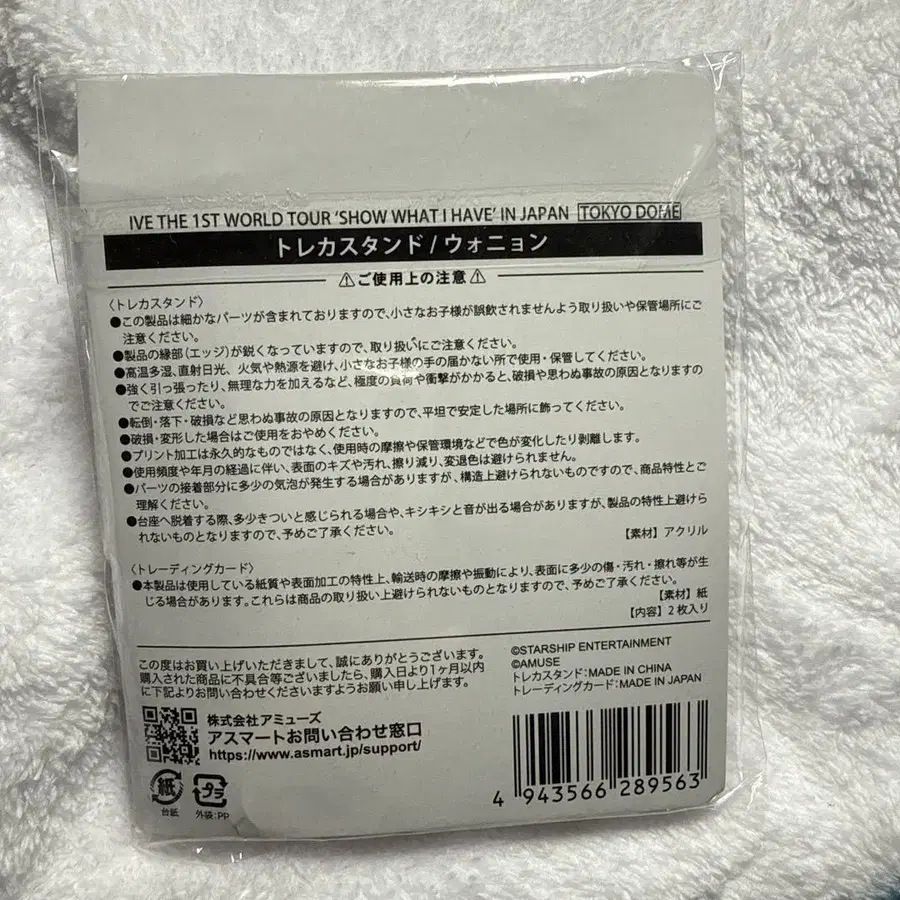 IVE THE 1ST WORLD TOUR 'SHOW WHAT I HAVE' IN JAPAN TOKYO DOME
トレカスタンド / ウォニョン
⚠ご使用上の注意⚠
〈トレカスタンド〉
●この製品は細かなパーツが含まれておりますので、小さなお子様が誤飲されませんよう取り扱いや保管場所にご
注意ください。
●製品の縁部（エッジ）が鋭くなっていますので、取り扱いにご注意ください。
●高温多湿、直射日光、火気や熱源を避け、小さなお子様の手の届かない所で使用・保管してください。
●強く引っ張ったり、無理な力を加えるなど、極度の負荷や衝撃がかかると、破損や思わぬ事故の原因となりますの
でご注意ください。
●転倒・落下・破損など思わぬ事故の原因となりますので、平坦で安定した場所に飾ってください。
●破損・変形した場合はご使用をおやめください。
●プリント加工は永久的なものではなく、使用時の摩擦や保管環境などで色が変化したり剥離します。
●使用頻度や年月の経過に伴い、表面のキズや汚れ、擦り減り、変退色は避けられません。
●パーツの接着部分に多少の気泡が発生する場合がありますが、構造上避けられないものですので、商品特性とご
理解ください。
●台座へ脱着する際、多少きついと感じられる場合や、キシキシと音が出る場合がありますが、製品の特性上避けら
れないものとなりますので、予めご了承ください。
【素材】アクリル
〈トレーディングカード〉
●本製品は使用している紙質や表面加工の特性上、輸送時の摩擦や振動により、表面に多少の傷・汚れ・擦れ等が生
じる場合があります。これらは商品の取り扱い上避けられないものとなりますので、予めご了承ください。
【素材】紙
【内容】2枚入り
この度はお買い上げいただきまして、誠にありがとうございます。
購入された商品に不具合等ございましたら、購入日より1ヶ月以内
に下記よりお問い合わせくださいますようお願い申し上げます。
株式会社アミューズ
アスマートお問い合わせ窓口
https://www.asmart.jp/support/
紙
台紙
プラ
外袋:PP
©STARSHIP ENTERTAINMENT
©AMUSE
トレカスタンド:MADE IN CHINA
トレーディングカード:MADE IN JAPAN
4 943566 289563